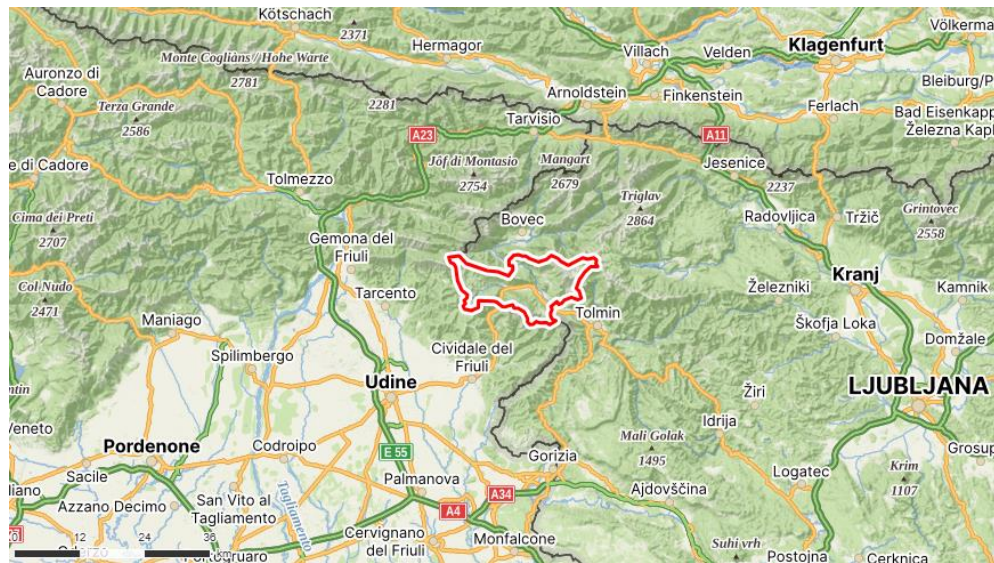 Kötschach
2371
Hermagor
Villach
Velden
Klagenfurt
Völkerma
Monte Coglians//Hohe Warte
2781
Auronzo di
Cadore
Terza Grande
2586
2281
Arnoldstein
Finkenstein
Bleiburg/P
Ferlach
Bad Eisenkapp
Železna Kapl
Tarvisio
A23
A11
e di Cadore
Tolmezzo
Jôf di Montasio
2754
Mangart
2679
Jesenice
2237
Triglav
2864
Radovljica
Tržič
Grintovec
2558
Cima dei Preti
2707
Bovec
Gemona del
Friuli
Kranj
Kamnik
Col Nudo
2471
Tarcento
Železniki
Maniago
Tolmin
Škofja Loka
Domžale
Spilimbergo
Cividale del
Friuli
Udine
LJUBLJANA
ntin
Žiri
Veneto
Idrija
Pordenone
Codroipo
E 55
Mali Golak
1495
Gorizia
Grosup
Sacile
Palmanova
Logatec
Krim
1107
San Vito al
Tagliamento
Tagliamento
A34
Ajdovščina
Azzano Decimo
A4
Cervignano
del Friuli
Monfalcone
Suhi vrh
Postojna
Cerknica
12
24
36
km
Portogruaro